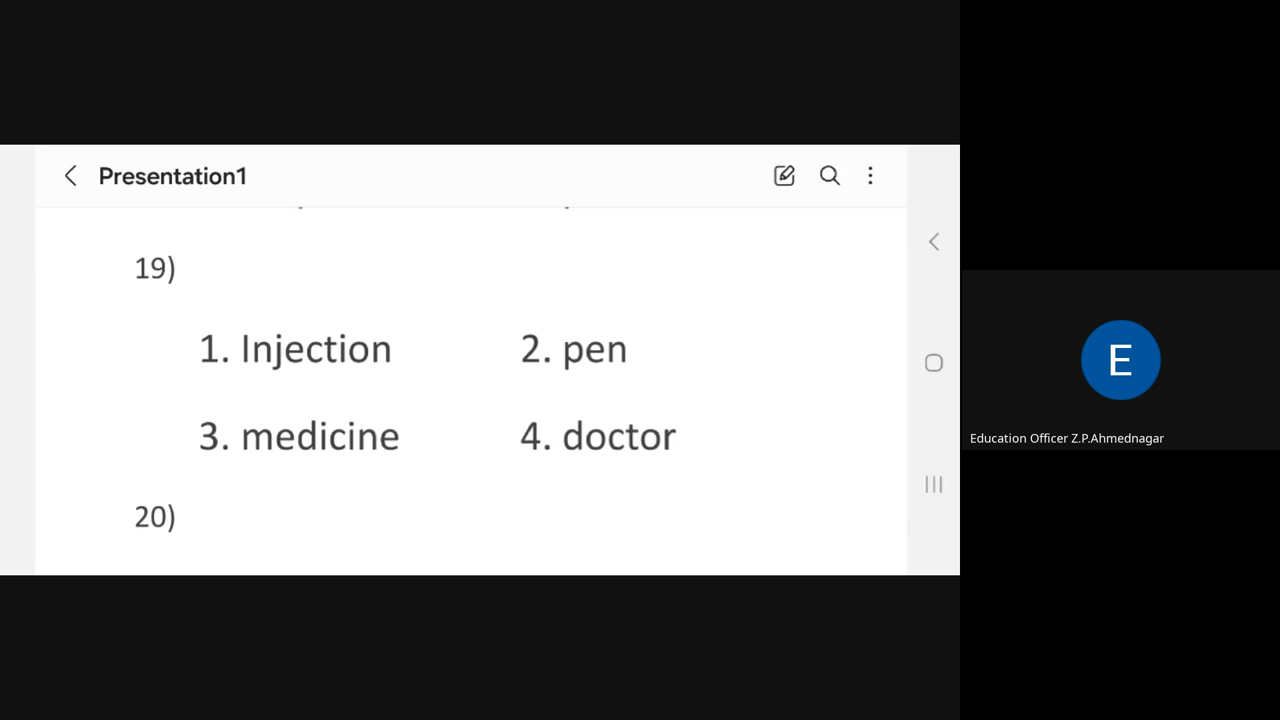 Presentation1
19)
1. Injection 2. pen
3. medicine 4. doctor
20)
E
Education Officer Z.P.Ahmednagar